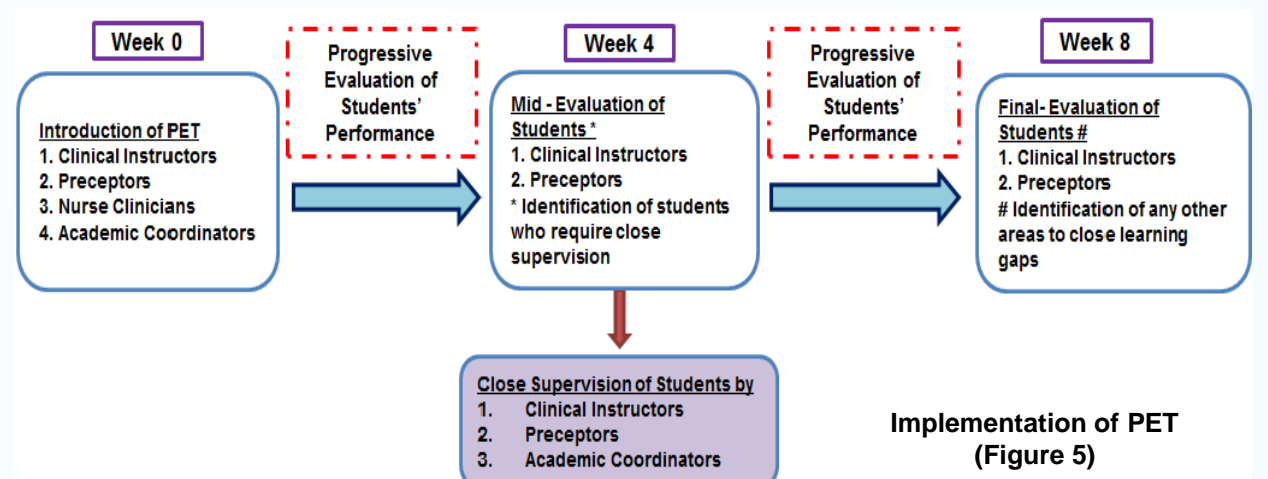 Week 0
Introduction of PET
1. Clinical Instructors
2. Preceptors
3. Nurse Clinicians
4. Academic Coordinators
Progressive
Evaluation of
Students'
Performance
Week 4
Mid - Evaluation of
Students *
1. Clinical Instructors
2. Preceptors
* Identification of students
who require close
supervision
Progressive
Evaluation of
Students'
Performance
Week 8
Final- Evaluation of
Students #
1. Clinical Instructors
2. Preceptors
# Identification of any other
areas to close learning
gaps
Close Supervision of Students by
1. Clinical Instructors
2. Preceptors
3. Academic Coordinators
Implementation of PET
(Figure 5)